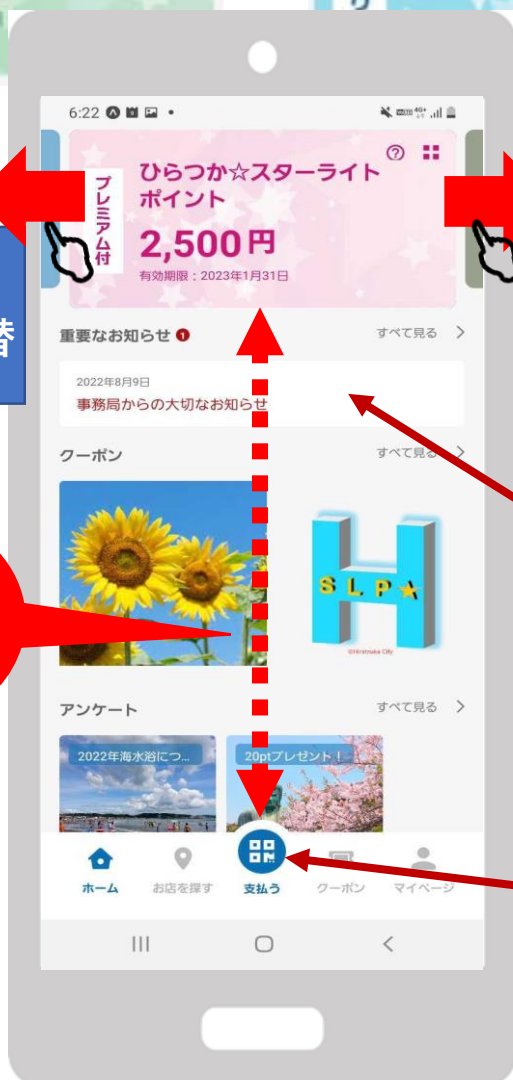 6:22
プレミアム付
ひらつか☆スターライト
ポイント
2,500円
有効期限：2023年1月31日
替
重要なお知らせ 1
すべて見る
2022年8月9日
事務局からの大切なお知らせ
クーポン
すべて見る
SLP★
©Hiratsuka City
アンケート
すべて見る
2022年海水浴につ...
20ptプレゼント！
ホーム
お店を探す
支払う
クーポン
マイページ